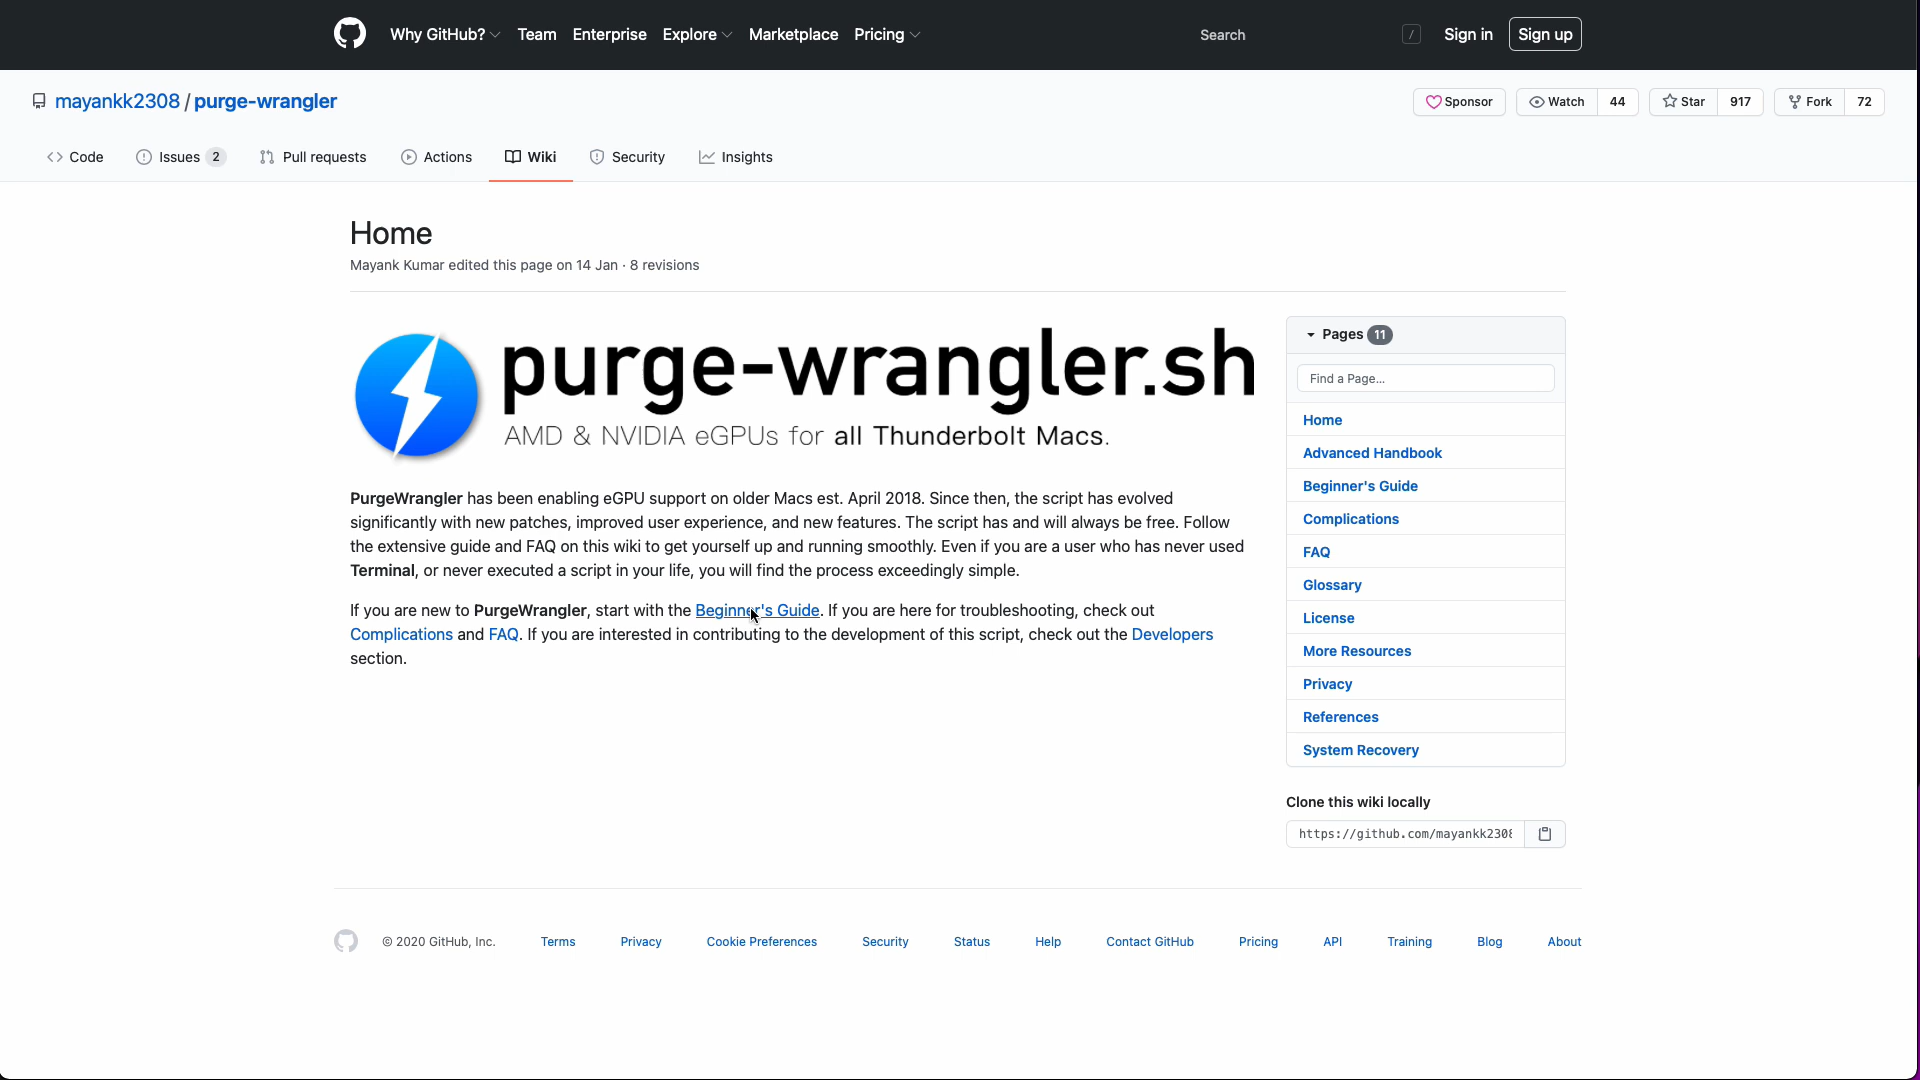 Why GitHub? Team Enterprise Explore Marketplace Pricing Search / Sign in Sign up
mayankk2308 / purge-wrangler Sponsor Watch 44 Star 917 Fork 72
Code Issues 2 Pull requests Actions Wiki Security Insights
Home
Mayank Kumar edited this page on 14 Jan · 8 revisions
purge-wrangler.sh
AMD & NVIDIA eGPUs for all Thunderbolt Macs.
PurgeWrangler has been enabling eGPU support on older Macs est. April 2018. Since then, the script has evolved
significantly with new patches, improved user experience, and new features. The script has and will always be free. Follow
the extensive guide and FAQ on this wiki to get yourself up and running smoothly. Even if you are a user who has never used
Terminal, or never executed a script in your life, you will find the process exceedingly simple.
If you are new to PurgeWrangler, start with the Beginner's Guide. If you are here for troubleshooting, check out
Complications and FAQ. If you are interested in contributing to the development of this script, check out the Developers
section.
Pages 11
Find a Page...
Home
Advanced Handbook
Beginner's Guide
Complications
FAQ
Glossary
License
More Resources
Privacy
References
System Recovery
Clone this wiki locally
https://github.com/mayankk2308
© 2020 GitHub, Inc. Terms Privacy Cookie Preferences Security Status Help Contact GitHub Pricing API Training Blog About